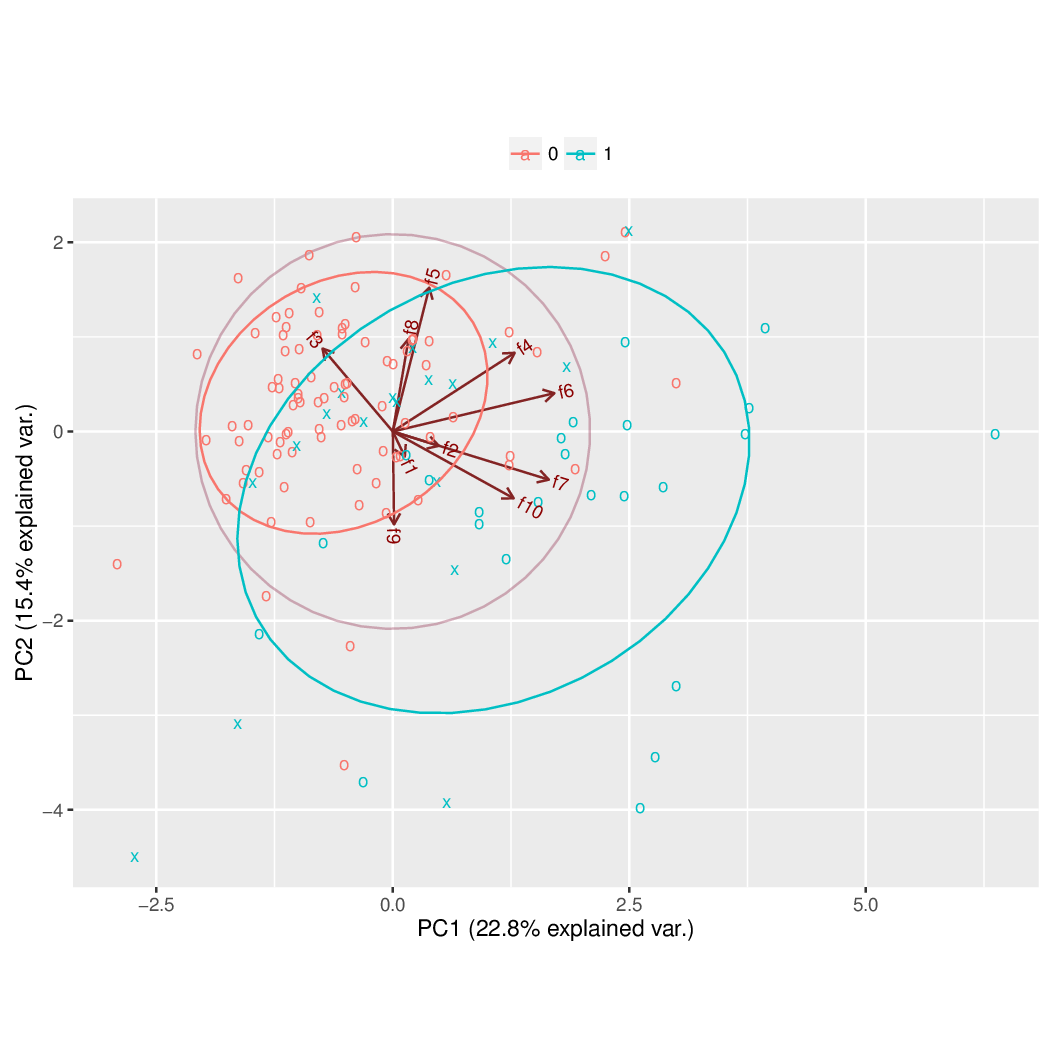 a 0 a 1
2
0
−2
−4
PC2 (15.4% explained var.)
f5
f8
f3
f4
f6
f2
f1
f7
f10
f9
−2.5 0.0 2.5 5.0
PC1 (22.8% explained var.)